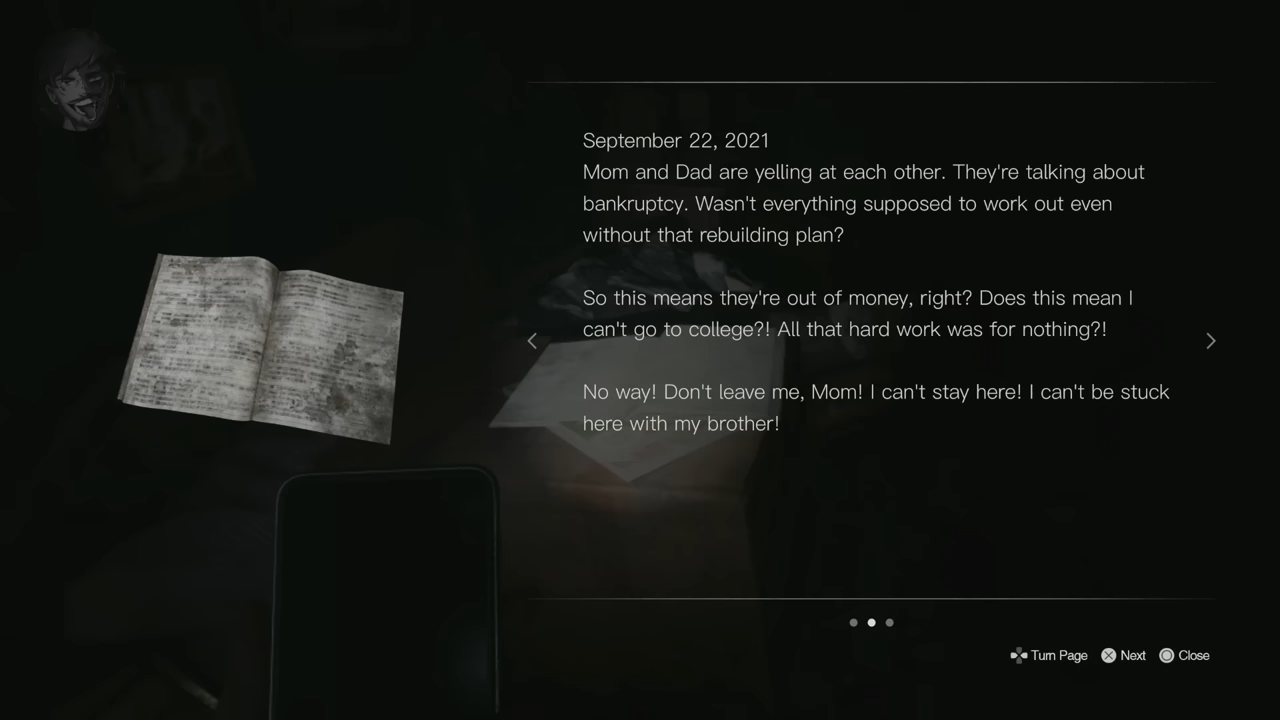 September 22, 2021
Mom and Dad are yelling at each other. They're talking about
bankruptcy. Wasn't everything supposed to work out even
without that rebuilding plan?
So this means they're out of money, right? Does this mean I
can't go to college?! All that hard work was for nothing?!
No way! Don't leave me, Mom! I can't stay here! I can't be stuck
here with my brother!
Turn Page Next Close